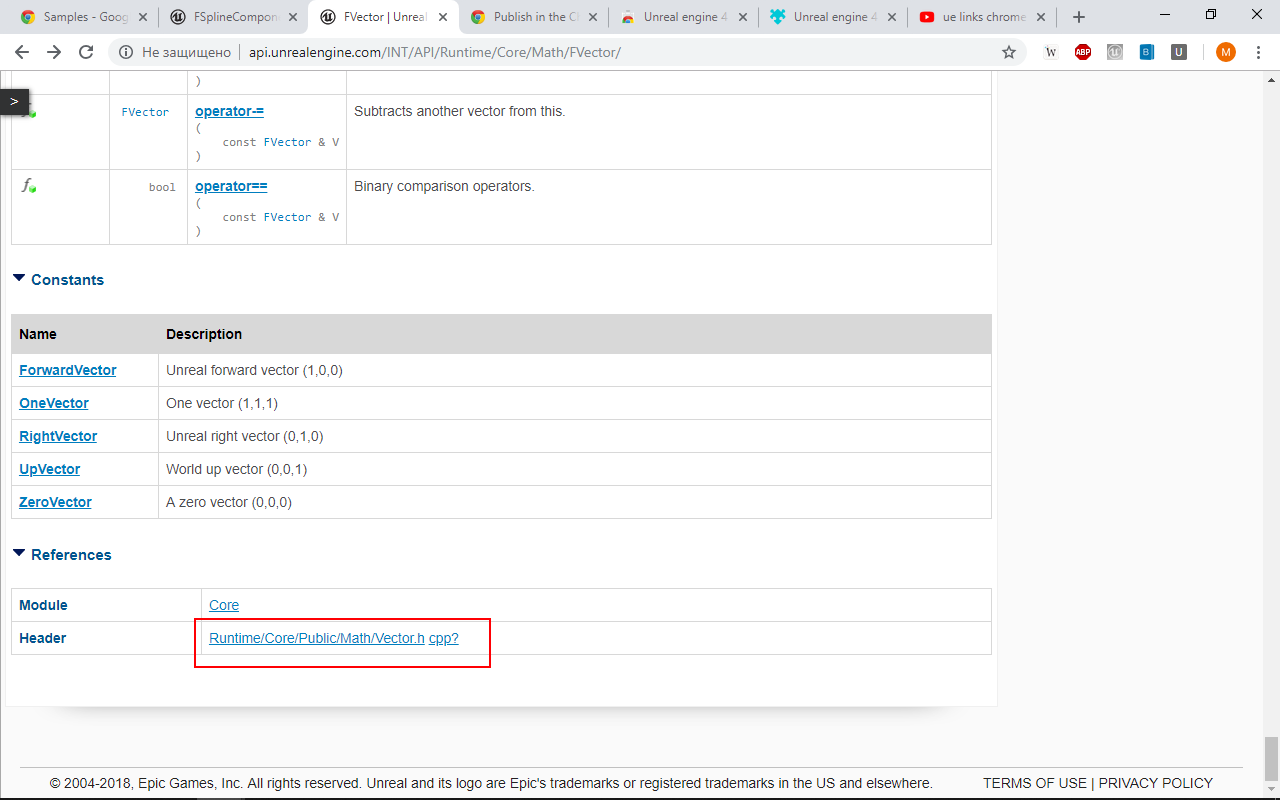 Samples - Goog
FSplineCompon
FVector | Unreal
Publish in the C
Unreal engine 4
Unreal engine 4
ue links chrome
Не защищено
api.unrealengine.com/INT/API/Runtime/Core/Math/FVector/
W
ABP
B
U
M
)
>
FVector
operator-=
Subtracts another vector from this.
(
const FVector & V
)
bool
operator==
Binary comparison operators.
(
const FVector & V
)
Constants
Name Description
ForwardVector Unreal forward vector (1,0,0)
OneVector One vector (1,1,1)
RightVector Unreal right vector (0,1,0)
UpVector World up vector (0,0,1)
ZeroVector A zero vector (0,0,0)
References
Module Core
Header Runtime/Core/Public/Math/Vector.h cpp?
© 2004-2018, Epic Games, Inc. All rights reserved. Unreal and its logo are Epic's trademarks or registered trademarks in the US and elsewhere. TERMS OF USE | PRIVACY POLICY